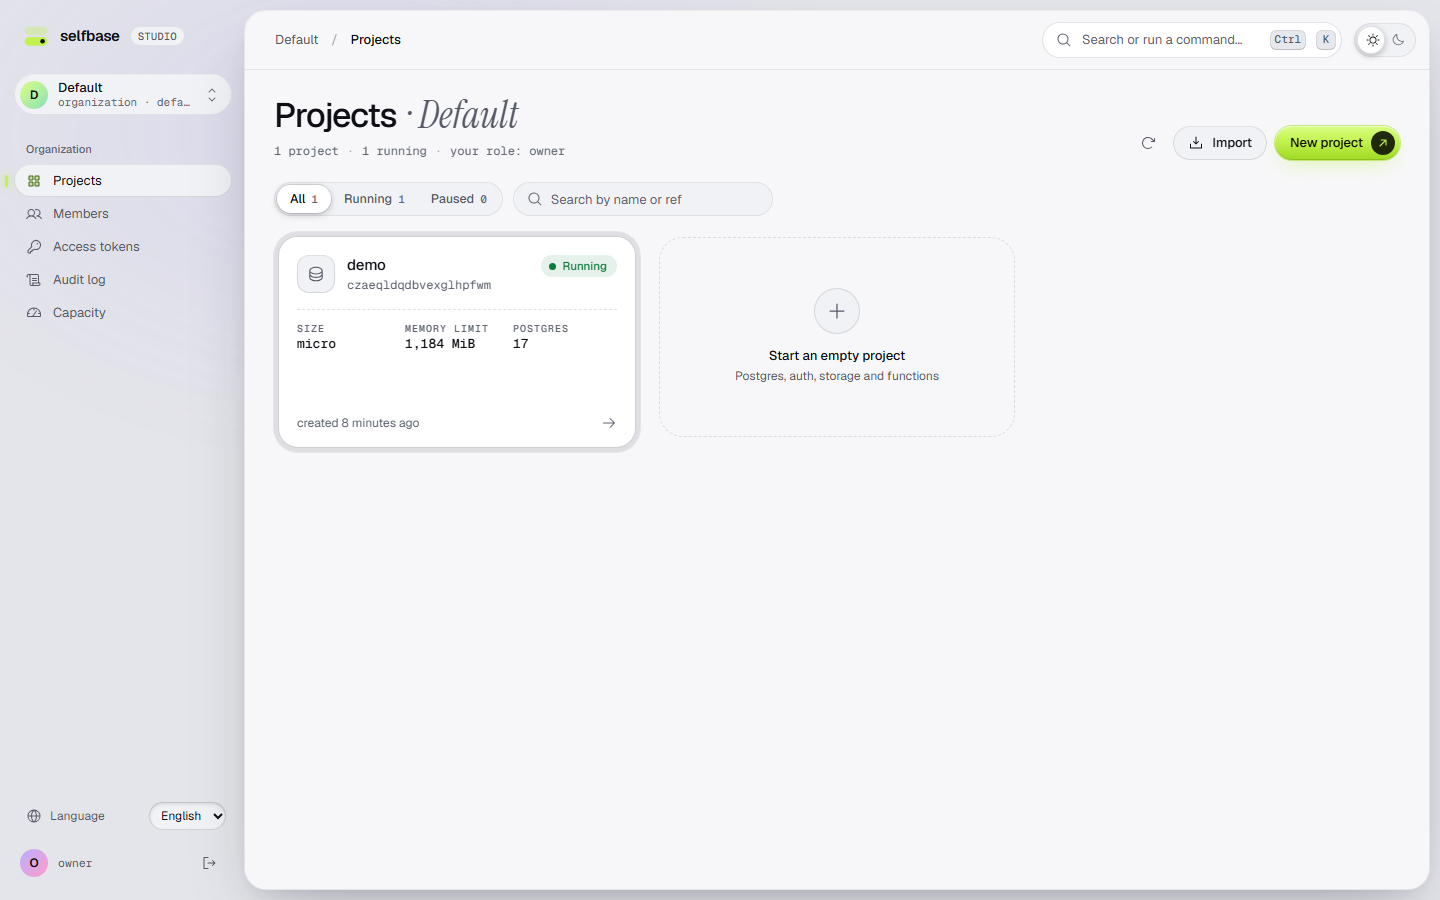 selfbase STUDIO
D Default
organization · defa…
Organization
Projects
Members
Access tokens
Audit log
Capacity
Language English
O owner
Default / Projects
Search or run a command... Ctrl K
Projects · Default
1 project · 1 running · your role: owner
Import
New project
All 1 Running 1 Paused 0
Search by name or ref
demo
Running
czaeqldqdbvexglhpfwm
SIZE MEMORY LIMIT POSTGRES
micro 1,184 MiB 17
created 8 minutes ago
Start an empty project
Postgres, auth, storage and functions